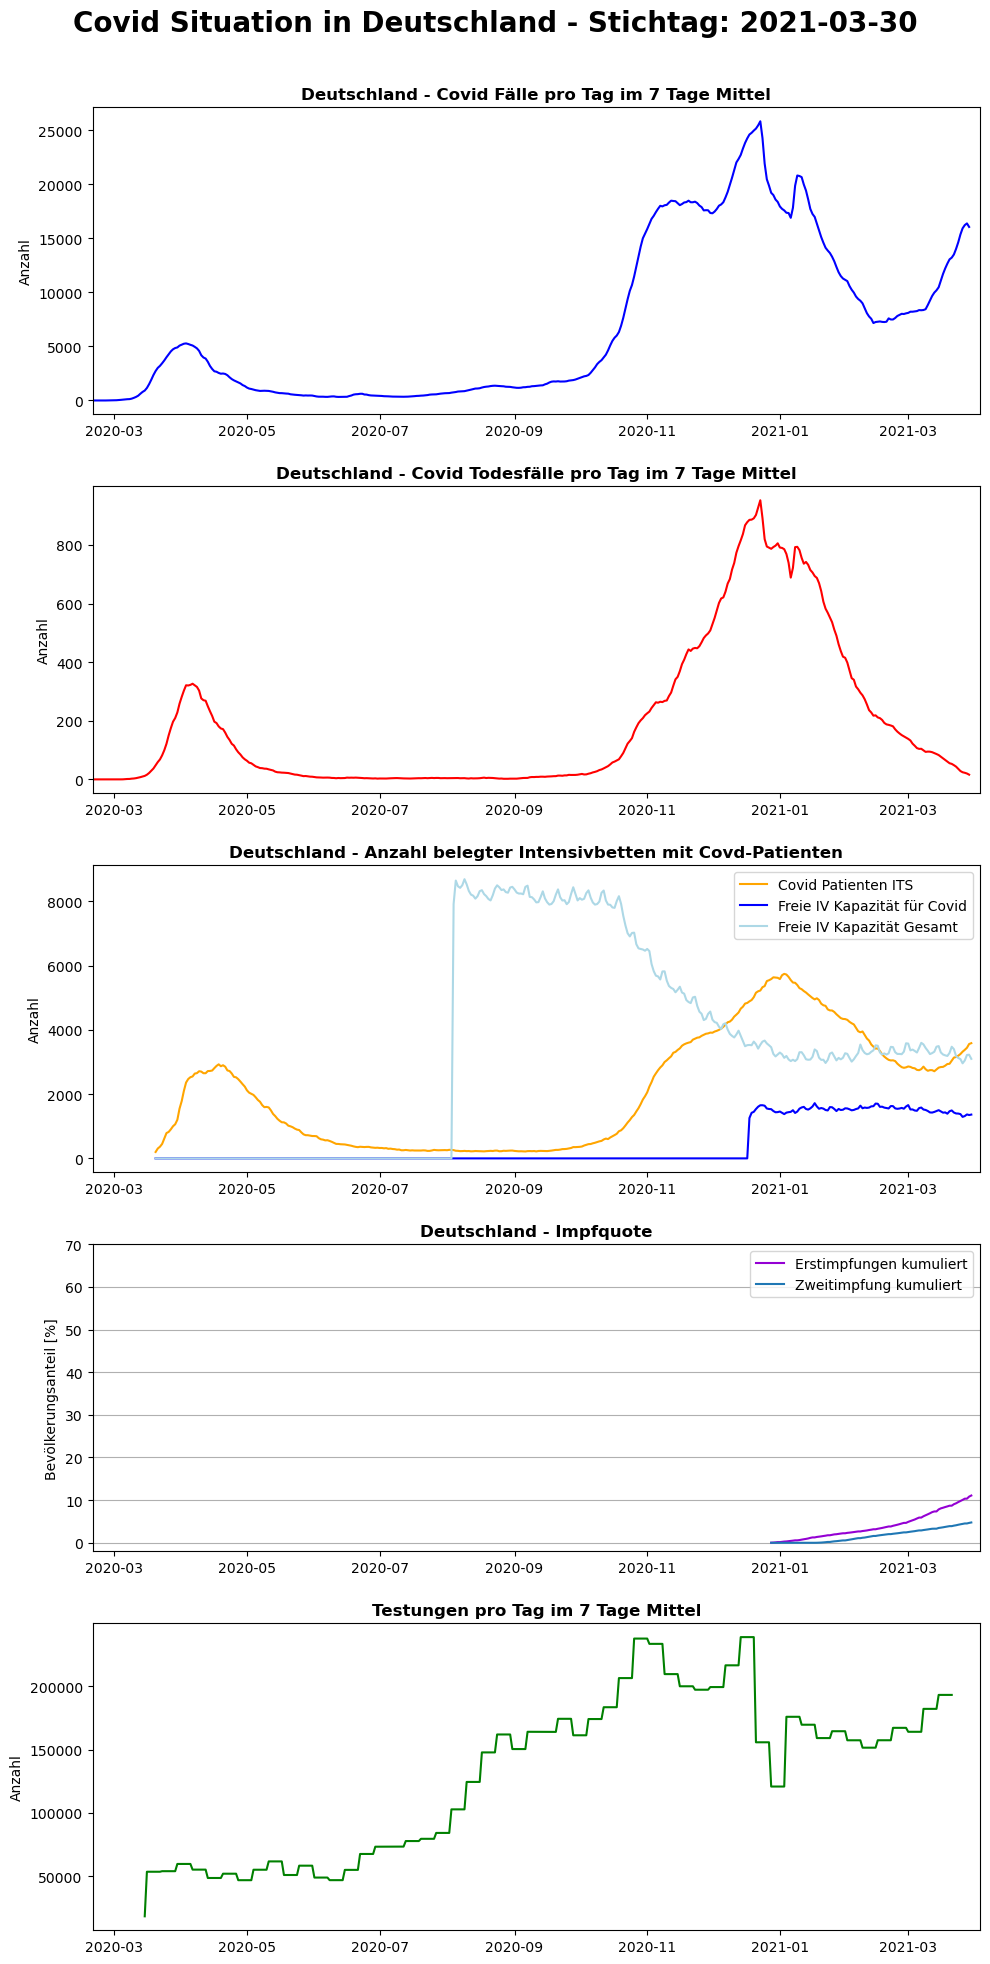 Covid Situation in Deutschland - Stichtag: 2021-03-30
Deutschland - Covid Fälle pro Tag im 7 Tage Mittel
Anzahl
25000
20000
15000
10000
5000
0
2020-03 2020-05 2020-07 2020-09 2020-11 2021-01 2021-03
Deutschland - Covid Todesfälle pro Tag im 7 Tage Mittel
Anzahl
800
600
400
200
0
2020-03 2020-05 2020-07 2020-09 2020-11 2021-01 2021-03
Deutschland - Anzahl belegter Intensivbetten mit Covd-Patienten
Anzahl
8000
6000
4000
2000
0
Covid Patienten ITS
Freie IV Kapazität für Covid
Freie IV Kapazität Gesamt
2020-03 2020-05 2020-07 2020-09 2020-11 2021-01 2021-03
Deutschland - Impfquote
Bevölkerungsanteil [%]
70
60
50
40
30
20
10
0
Erstimpfungen kumuliert
Zweitimpfung kumuliert
2020-03 2020-05 2020-07 2020-09 2020-11 2021-01 2021-03
Testungen pro Tag im 7 Tage Mittel
Anzahl
200000
150000
100000
50000
2020-03 2020-05 2020-07 2020-09 2020-11 2021-01 2021-03